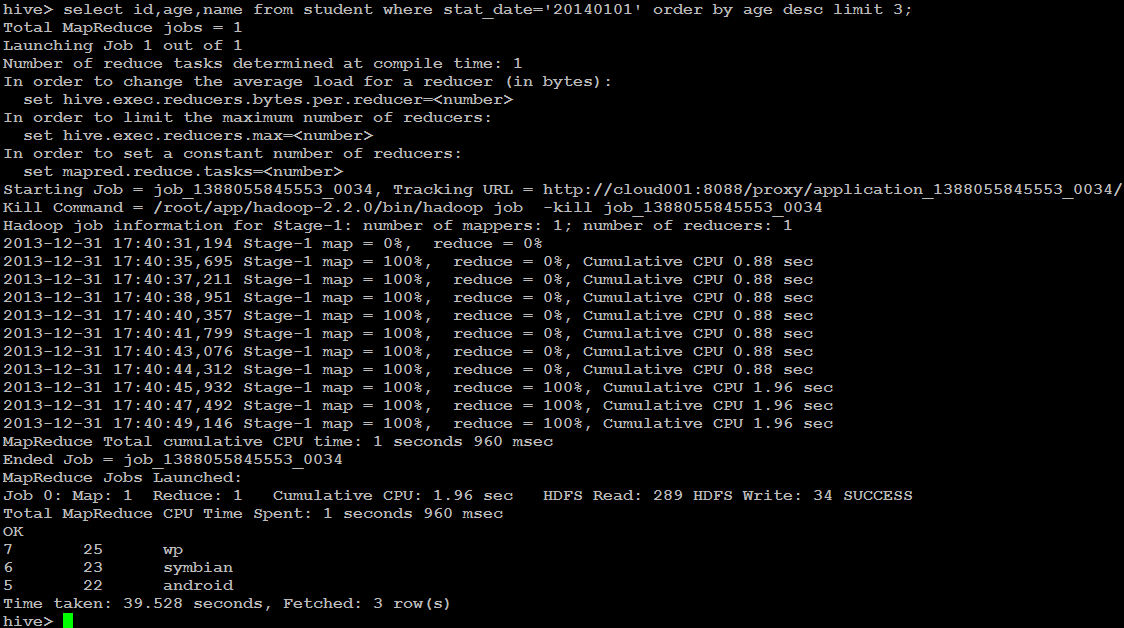 hive> select id,age,name from student where stat_date='20140101' order by age desc limit 3;
Total MapReduce jobs = 1
Launching Job 1 out of 1
Number of reduce tasks determined at compile time: 1
In order to change the average load for a reducer (in bytes):
  set hive.exec.reducers.bytes.per.reducer=<number>
In order to limit the maximum number of reducers:
  set hive.exec.reducers.max=<number>
In order to set a constant number of reducers:
  set mapred.reduce.tasks=<number>
Starting Job = job_1388055845553_0034, Tracking URL = http://cloud001:8088/proxy/application_1388055845553_0034/
Kill Command = /root/app/hadoop-2.2.0/bin/hadoop job  -kill job_1388055845553_0034
Hadoop job information for Stage-1: number of mappers: 1; number of reducers: 1
2013-12-31 17:40:31,194 Stage-1 map = 0%,  reduce = 0%
2013-12-31 17:40:35,695 Stage-1 map = 100%,  reduce = 0%, Cumulative CPU 0.88 sec
2013-12-31 17:40:37,211 Stage-1 map = 100%,  reduce = 0%, Cumulative CPU 0.88 sec
2013-12-31 17:40:38,951 Stage-1 map = 100%,  reduce = 0%, Cumulative CPU 0.88 sec
2013-12-31 17:40:40,357 Stage-1 map = 100%,  reduce = 0%, Cumulative CPU 0.88 sec
2013-12-31 17:40:41,799 Stage-1 map = 100%,  reduce = 0%, Cumulative CPU 0.88 sec
2013-12-31 17:40:43,076 Stage-1 map = 100%,  reduce = 0%, Cumulative CPU 0.88 sec
2013-12-31 17:40:44,312 Stage-1 map = 100%,  reduce = 0%, Cumulative CPU 0.88 sec
2013-12-31 17:40:45,932 Stage-1 map = 100%,  reduce = 100%, Cumulative CPU 1.96 sec
2013-12-31 17:40:47,492 Stage-1 map = 100%,  reduce = 100%, Cumulative CPU 1.96 sec
2013-12-31 17:40:49,146 Stage-1 map = 100%,  reduce = 100%, Cumulative CPU 1.96 sec
MapReduce Total cumulative CPU time: 1 seconds 960 msec
Ended Job = job_1388055845553_0034
MapReduce Jobs Launched:
Job 0: Map: 1  Reduce: 1   Cumulative CPU: 1.96 sec   HDFS Read: 289 HDFS Write: 34 SUCCESS
Total MapReduce CPU Time Spent: 1 seconds 960 msec
OK
7       25      wp
6       23      symbian
5       22      android
Time taken: 39.528 seconds, Fetched: 3 row(s)
hive>